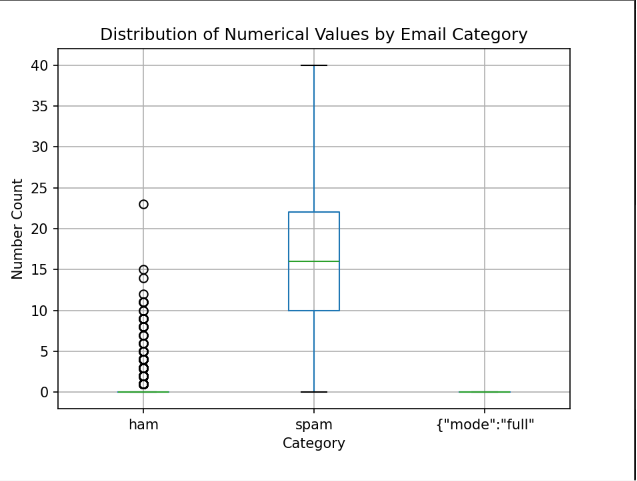 Distribution of Numerical Values by Email Category
40
35
30
25
20
15
10
5
0
Number Count
ham spam {"mode":"full"
Category